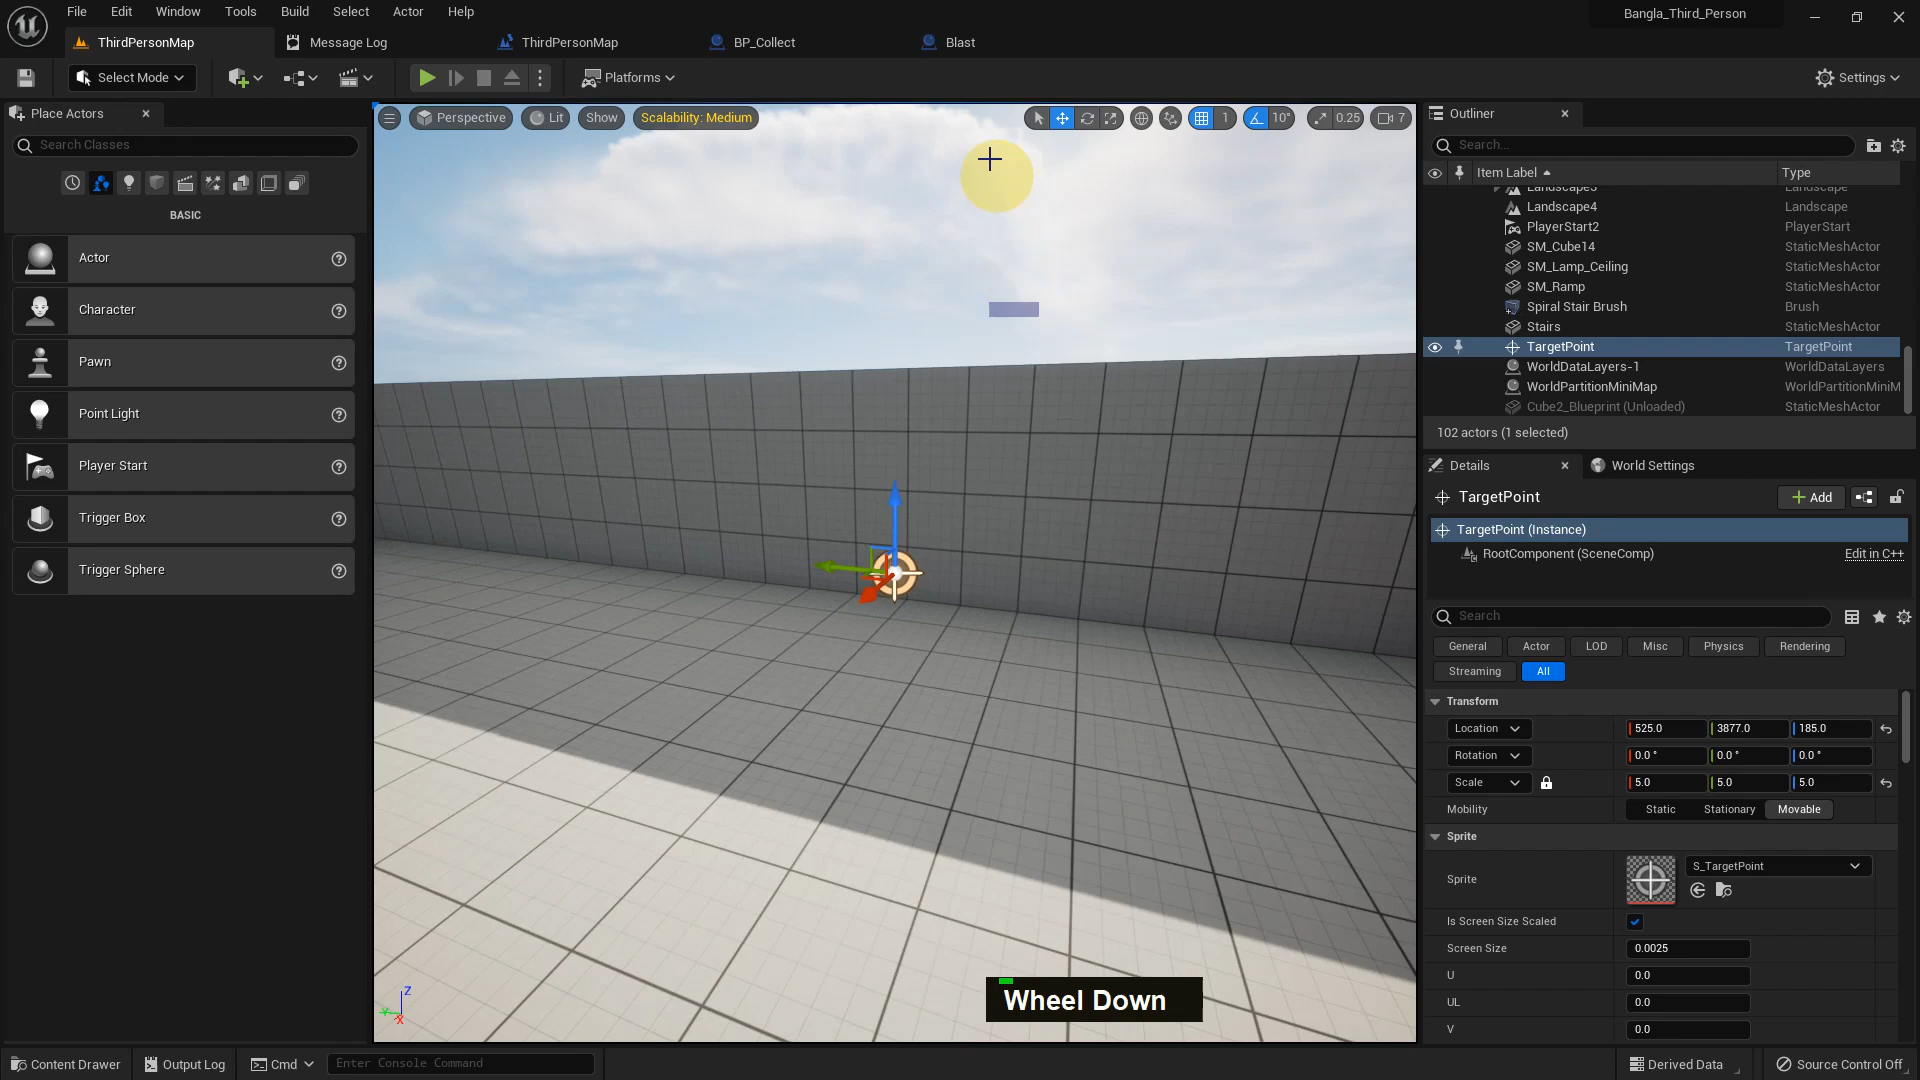 File Edit Window Tools Build Select Actor Help
Bangla_Third_Person
ThirdPersonMap Message Log ThirdPersonMap BP_Collect Blast
Select Mode Platforms Settings
Place Actors
Search Classes
BASIC
Actor
Character
Pawn
Point Light
Player Start
Trigger Box
Trigger Sphere
Perspective Lit Show Scalability: Medium 1 10° 0.25 7
Z
Y
X
Wheel Down
Outliner
Search...
Item Label Type
Landscape3 Landscape
Landscape4 Landscape
PlayerStart2 PlayerStart
SM_Cube14 StaticMeshActor
SM_Lamp_Ceiling StaticMeshActor
SM_Ramp StaticMeshActor
Spiral Stair Brush Brush
Stairs StaticMeshActor
TargetPoint TargetPoint
WorldDataLayers-1 WorldDataLayers
WorldPartitionMiniMap WorldPartitionMiniM
Cube2_Blueprint (Unloaded) StaticMeshActor
102 actors (1 selected)
Details World Settings
TargetPoint Add
TargetPoint (Instance)
RootComponent (SceneComp) Edit in C++
Search
General Actor LOD Misc Physics Rendering
Streaming All
Transform
Location 525.0 3877.0 185.0
Rotation 0.0 ° 0.0 ° 0.0 °
Scale 5.0 5.0 5.0
Mobility Static Stationary Movable
Sprite
Sprite S_TargetPoint
Is Screen Size Scaled
Screen Size 0.0025
U 0.0
UL 0.0
V 0.0
Content Drawer Output Log Cmd Enter Console Command Derived Data Source Control Off